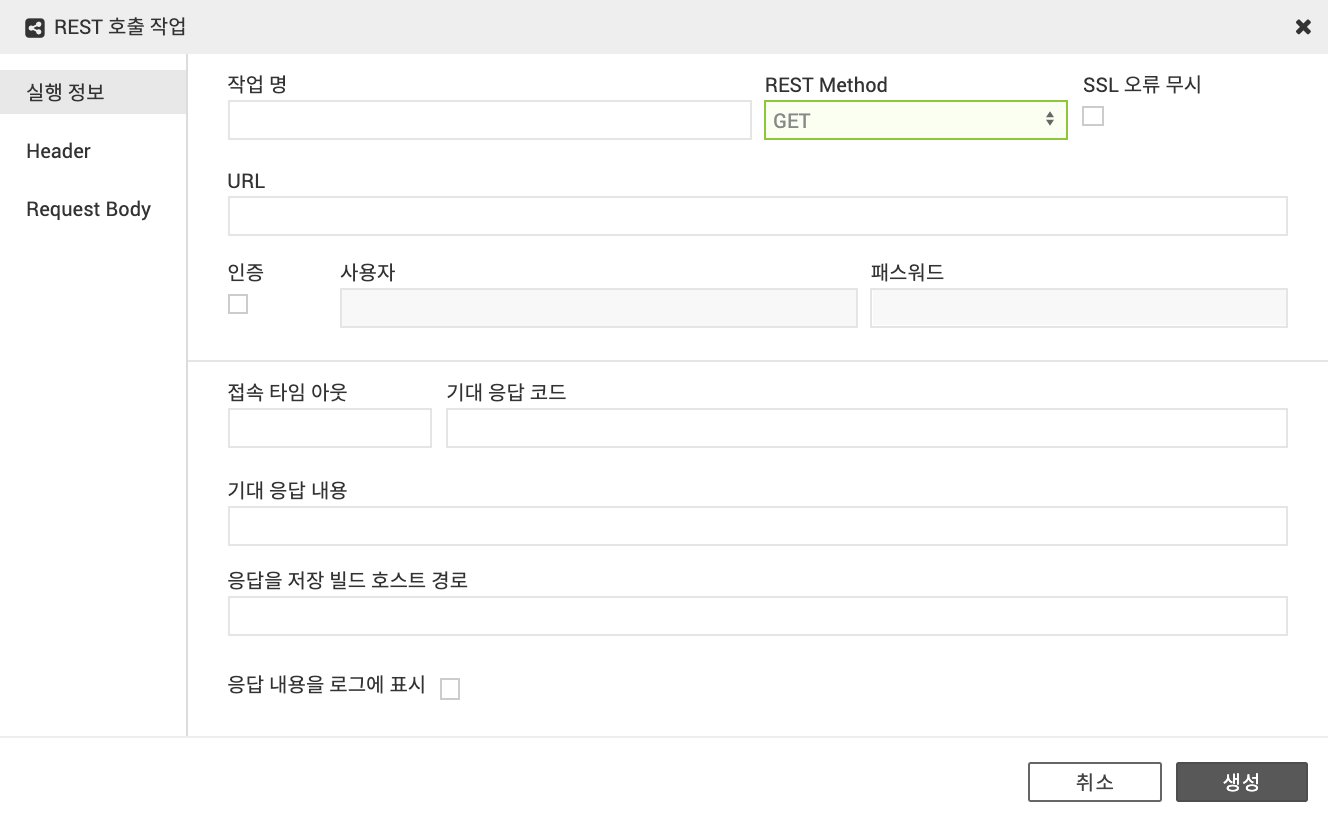 REST 호출 작업
실행 정보
Header
Request Body
작업 명
REST Method
SSL 오류 무시
GET
URL
인증
사용자
패스워드
접속 타임 아웃
기대 응답 코드
기대 응답 내용
응답을 저장 빌드 호스트 경로
응답 내용을 로그에 표시
취소
생성